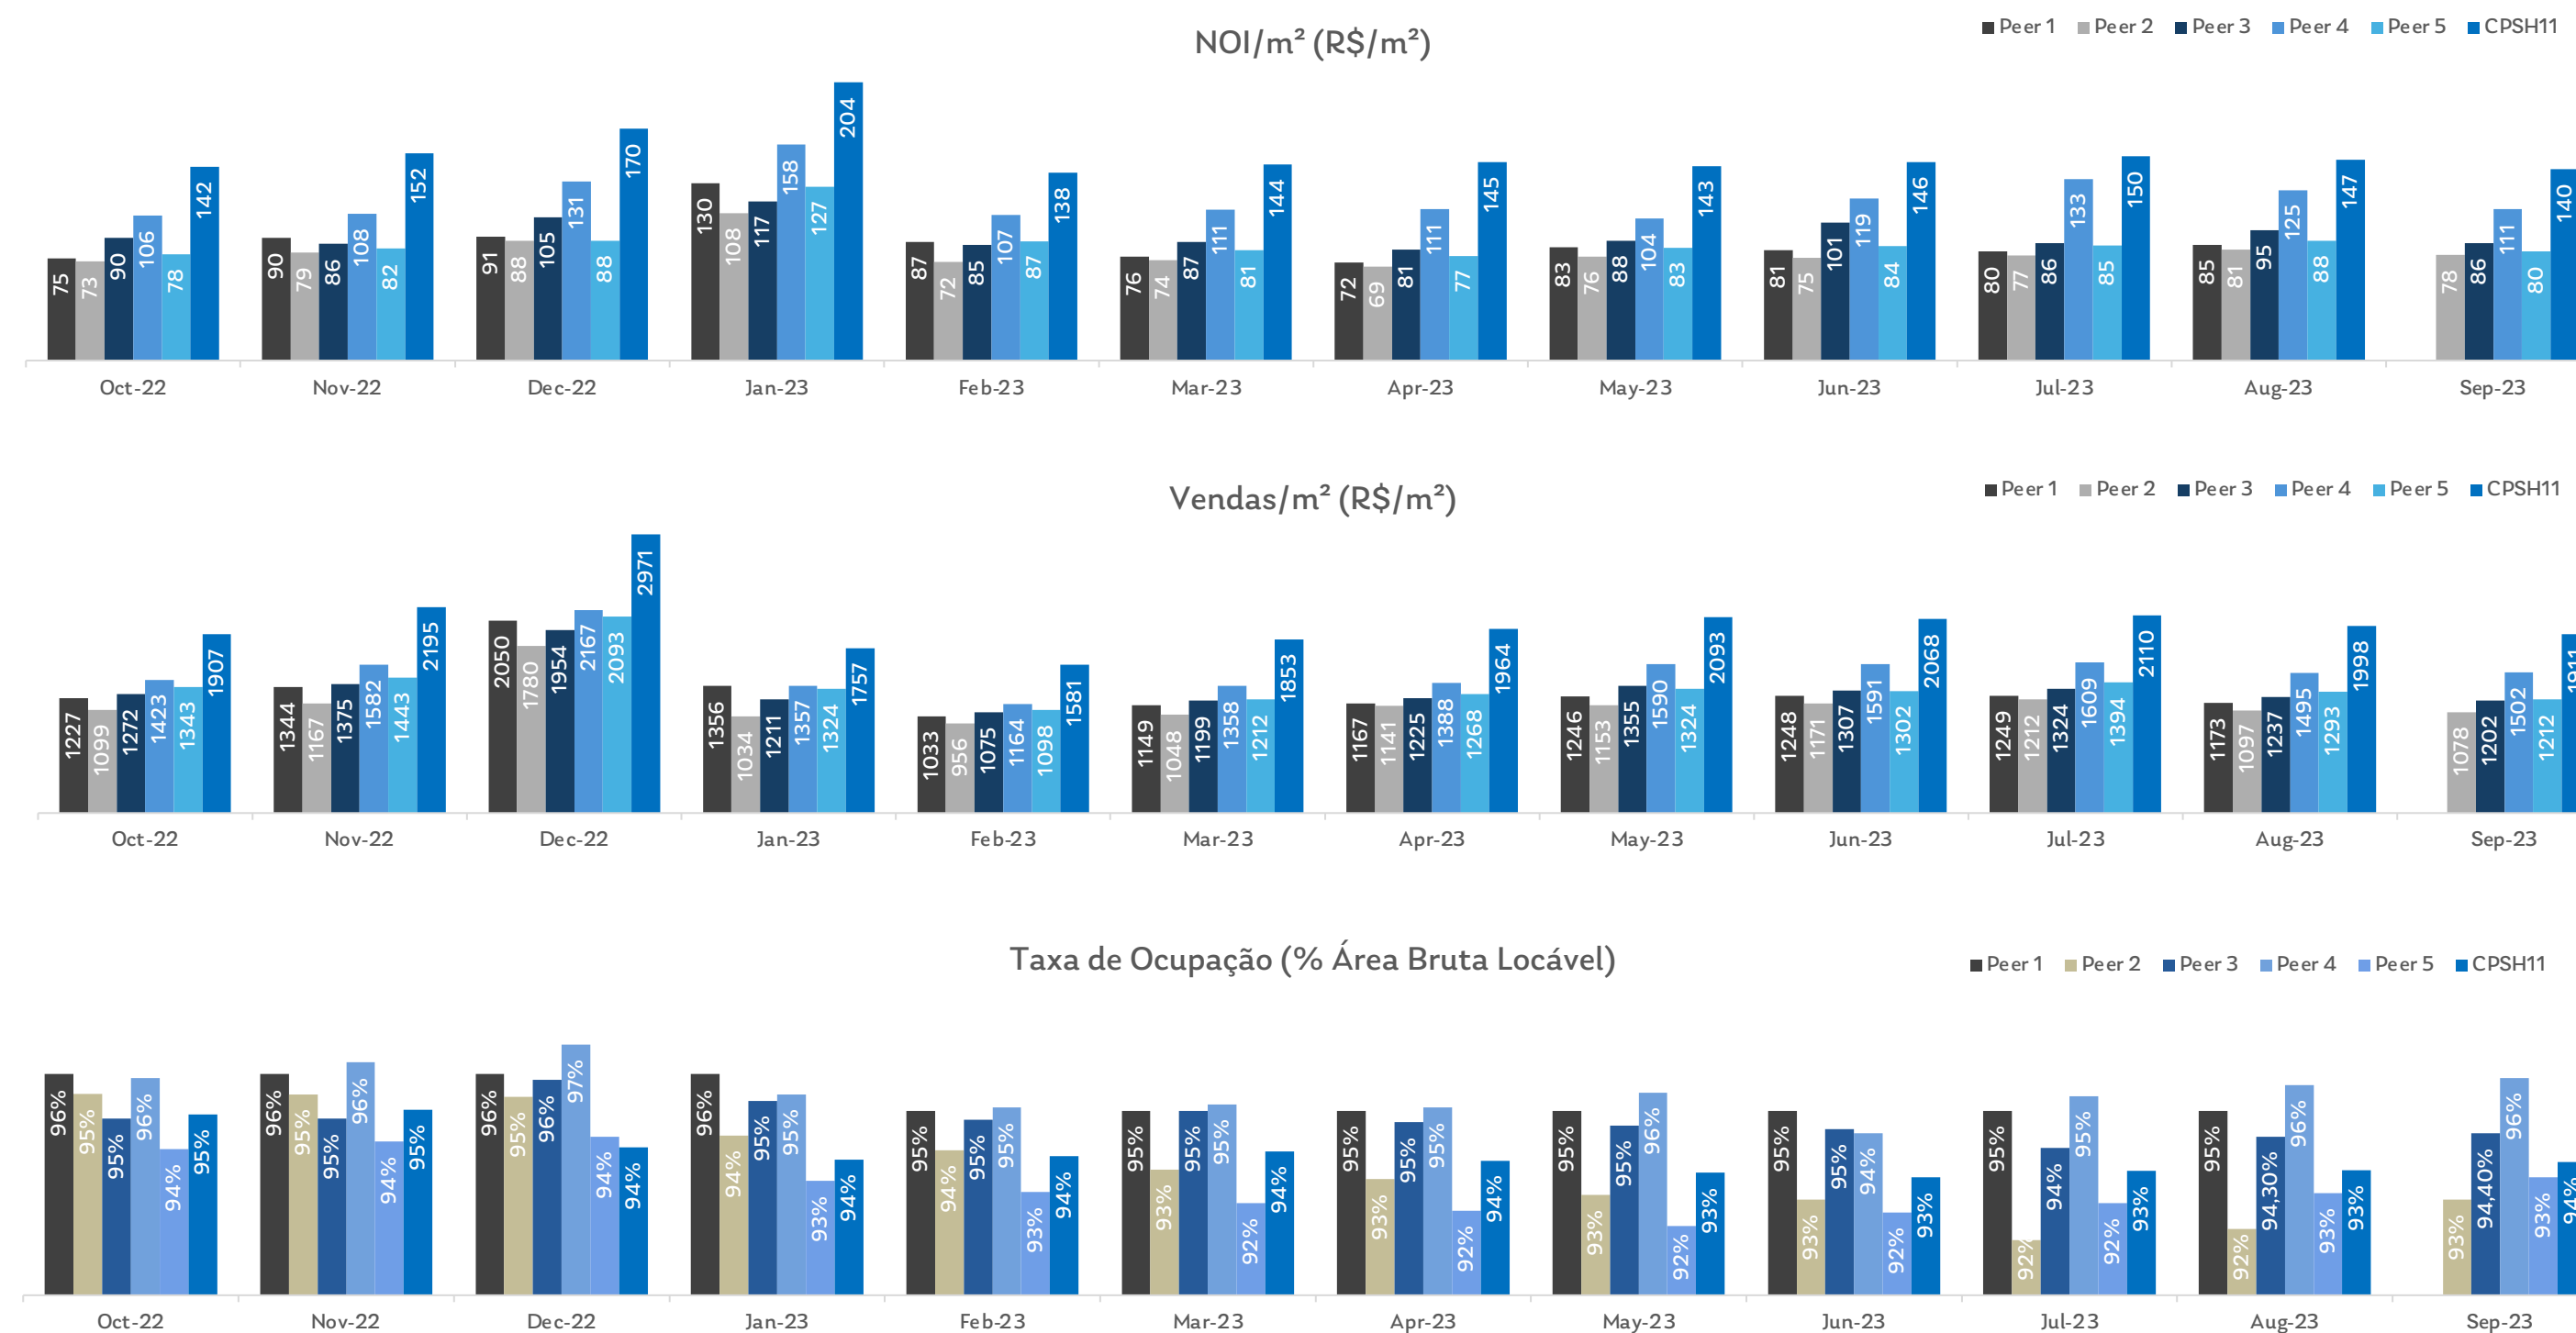 NOI/m² (R$/m²)
Peer 1 Peer 2 Peer 3 Peer 4 Peer 5 CPSH11
75 73 90 106 78 142
90 79 86 108 82 152
91 88 105 131 88 170
130 108 117 158 127 204
87 72 85 107 87 138
76 74 87 111 81 144
72 69 81 111 77 145
83 76 88 104 83 143
81 75 101 119 84 146
80 77 86 133 85 150
85 81 95 125 88 147
78 86 111 80 140
Oct-22 Nov-22 Dec-22 Jan-23 Feb-23 Mar-23 Apr-23 May-23 Jun-23 Jul-23 Aug-23 Sep-23
Vendas/m² (R$/m²)
Peer 1 Peer 2 Peer 3 Peer 4 Peer 5 CPSH11
1227 1099 1272 1423 1343 1907
1344 1167 1375 1582 1443 2195
2050 1780 1954 2167 2093 2971
1356 1034 1211 1357 1324 1757
1033 956 1075 1164 1098 1581
1149 1048 1199 1358 1212 1853
1167 1141 1225 1388 1268 1964
1246 1153 1355 1590 1324 2093
1248 1171 1307 1591 1302 2068
1249 1212 1324 1609 1394 2110
1173 1097 1237 1495 1293 1998
1078 1202 1502 1212 1911
Oct-22 Nov-22 Dec-22 Jan-23 Feb-23 Mar-23 Apr-23 May-23 Jun-23 Jul-23 Aug-23 Sep-23
Taxa de Ocupação (% Área Bruta Locável)
Peer 1 Peer 2 Peer 3 Peer 4 Peer 5 CPSH11
96% 95% 95% 96% 94% 95%
96% 95% 95% 96% 94% 95%
96% 95% 96% 97% 94% 94%
96% 94% 95% 95% 93% 94%
95% 94% 95% 95% 93% 94%
95% 93% 95% 95% 92% 94%
95% 93% 95% 95% 92% 94%
95% 93% 95% 96% 92% 93%
95% 93% 95% 94% 92% 93%
95% 92% 94% 95% 92% 93%
95% 92% 94,30% 96% 93% 93%
93% 94,40% 96% 93% 94%
Oct-22 Nov-22 Dec-22 Jan-23 Feb-23 Mar-23 Apr-23 May-23 Jun-23 Jul-23 Aug-23 Sep-23